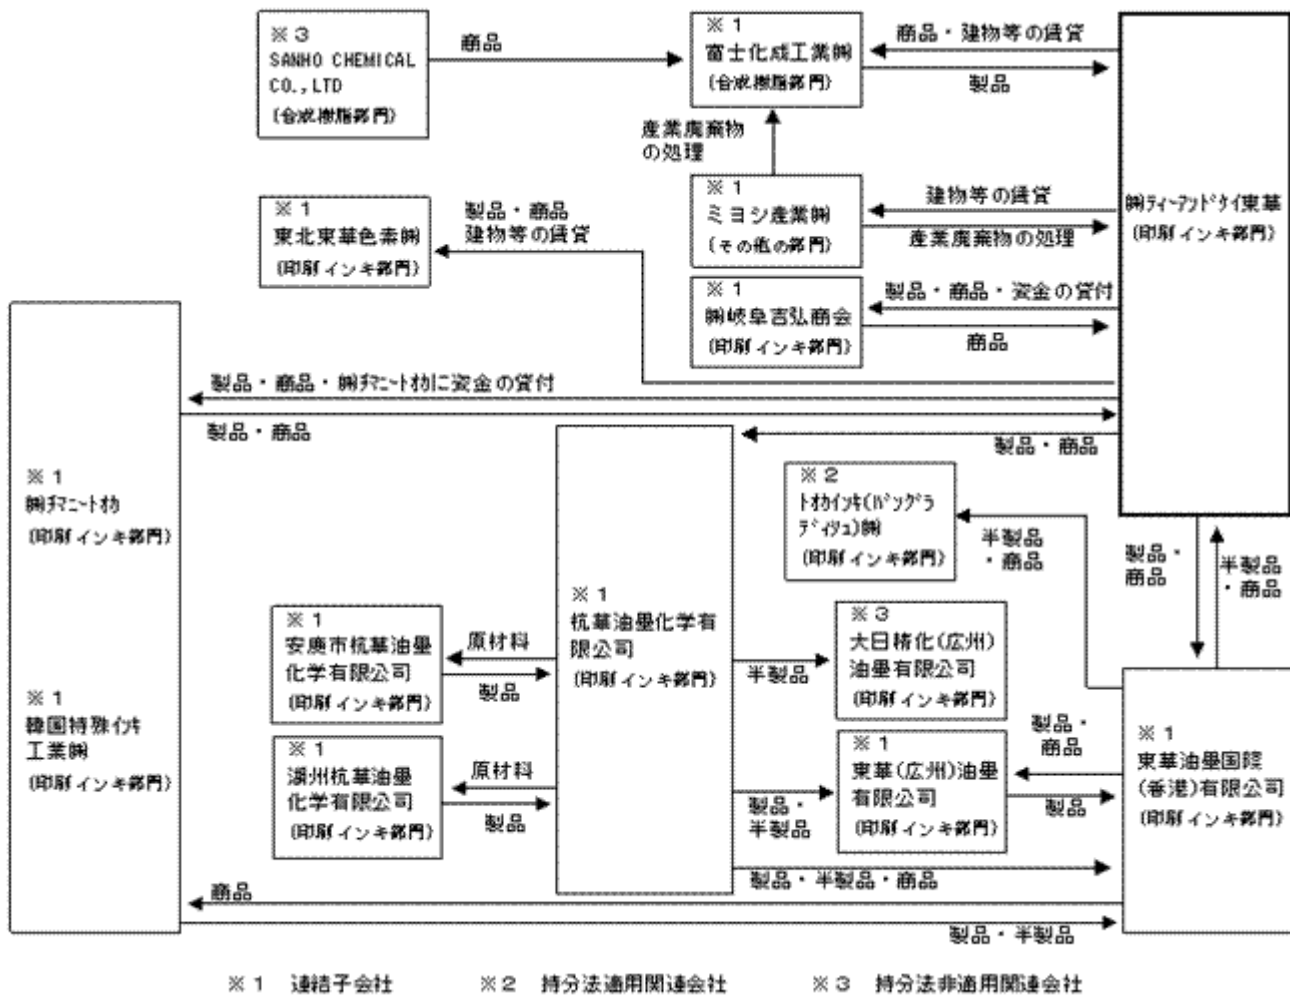 ※３
SANHO CHEMICAL
CO.,LTD
(合成樹脂部門)
商品
※１
富士化成工業㈱
(合成樹脂部門)
商品・建物等の賃貸
製品
産業廃棄物
の処理
※１
ミヨシ産業㈱
(その他の部門)
建物等の賃貸
産業廃棄物の処理
㈱ﾃｨｰｱﾝﾄﾞｹｲ東華
(印刷インキ部門)
※１
東北東華色素㈱
(印刷インキ部門)
製品・商品
建物等の賃貸
※１
㈱岐阜吉弘商会
(印刷インキ部門)
製品・商品・資金の貸付
商品
製品・商品・㈱ﾁﾏﾆｰﾄｵｶに資金の貸付
製品・商品
製品・商品
※１
㈱ﾁﾏﾆｰﾄｵｶ
(印刷インキ部門)
※１
韓国特殊ｲﾝｷ
工業㈱
(印刷インキ部門)
※２
ﾄｵｶｲﾝｷ(ﾊﾞﾝｸﾞﾗ
ﾃﾞｨｼｭ)㈱
(印刷インキ部門)
半製品
・商品
製品・
商品
半製品
・商品
※１
杭華油墨化学有
限公司
(印刷インキ部門)
※１
安慶市杭華油墨
化学有限公司
(印刷インキ部門)
原材料
製品
※３
大日精化(広州)
油墨有限公司
(印刷インキ部門)
半製品
※１
湖州杭華油墨
化学有限公司
(印刷インキ部門)
原材料
製品
※１
東華(広州)油墨
有限公司
(印刷インキ部門)
製品・
半製品
製品・
商品
製品
※１
東華油墨国際
(香港)有限公司
(印刷インキ部門)
製品・半製品・商品
商品
製品・半製品
※１　連結子会社　　※２　持分法適用関連会社　　※３　持分法非適用関連会社